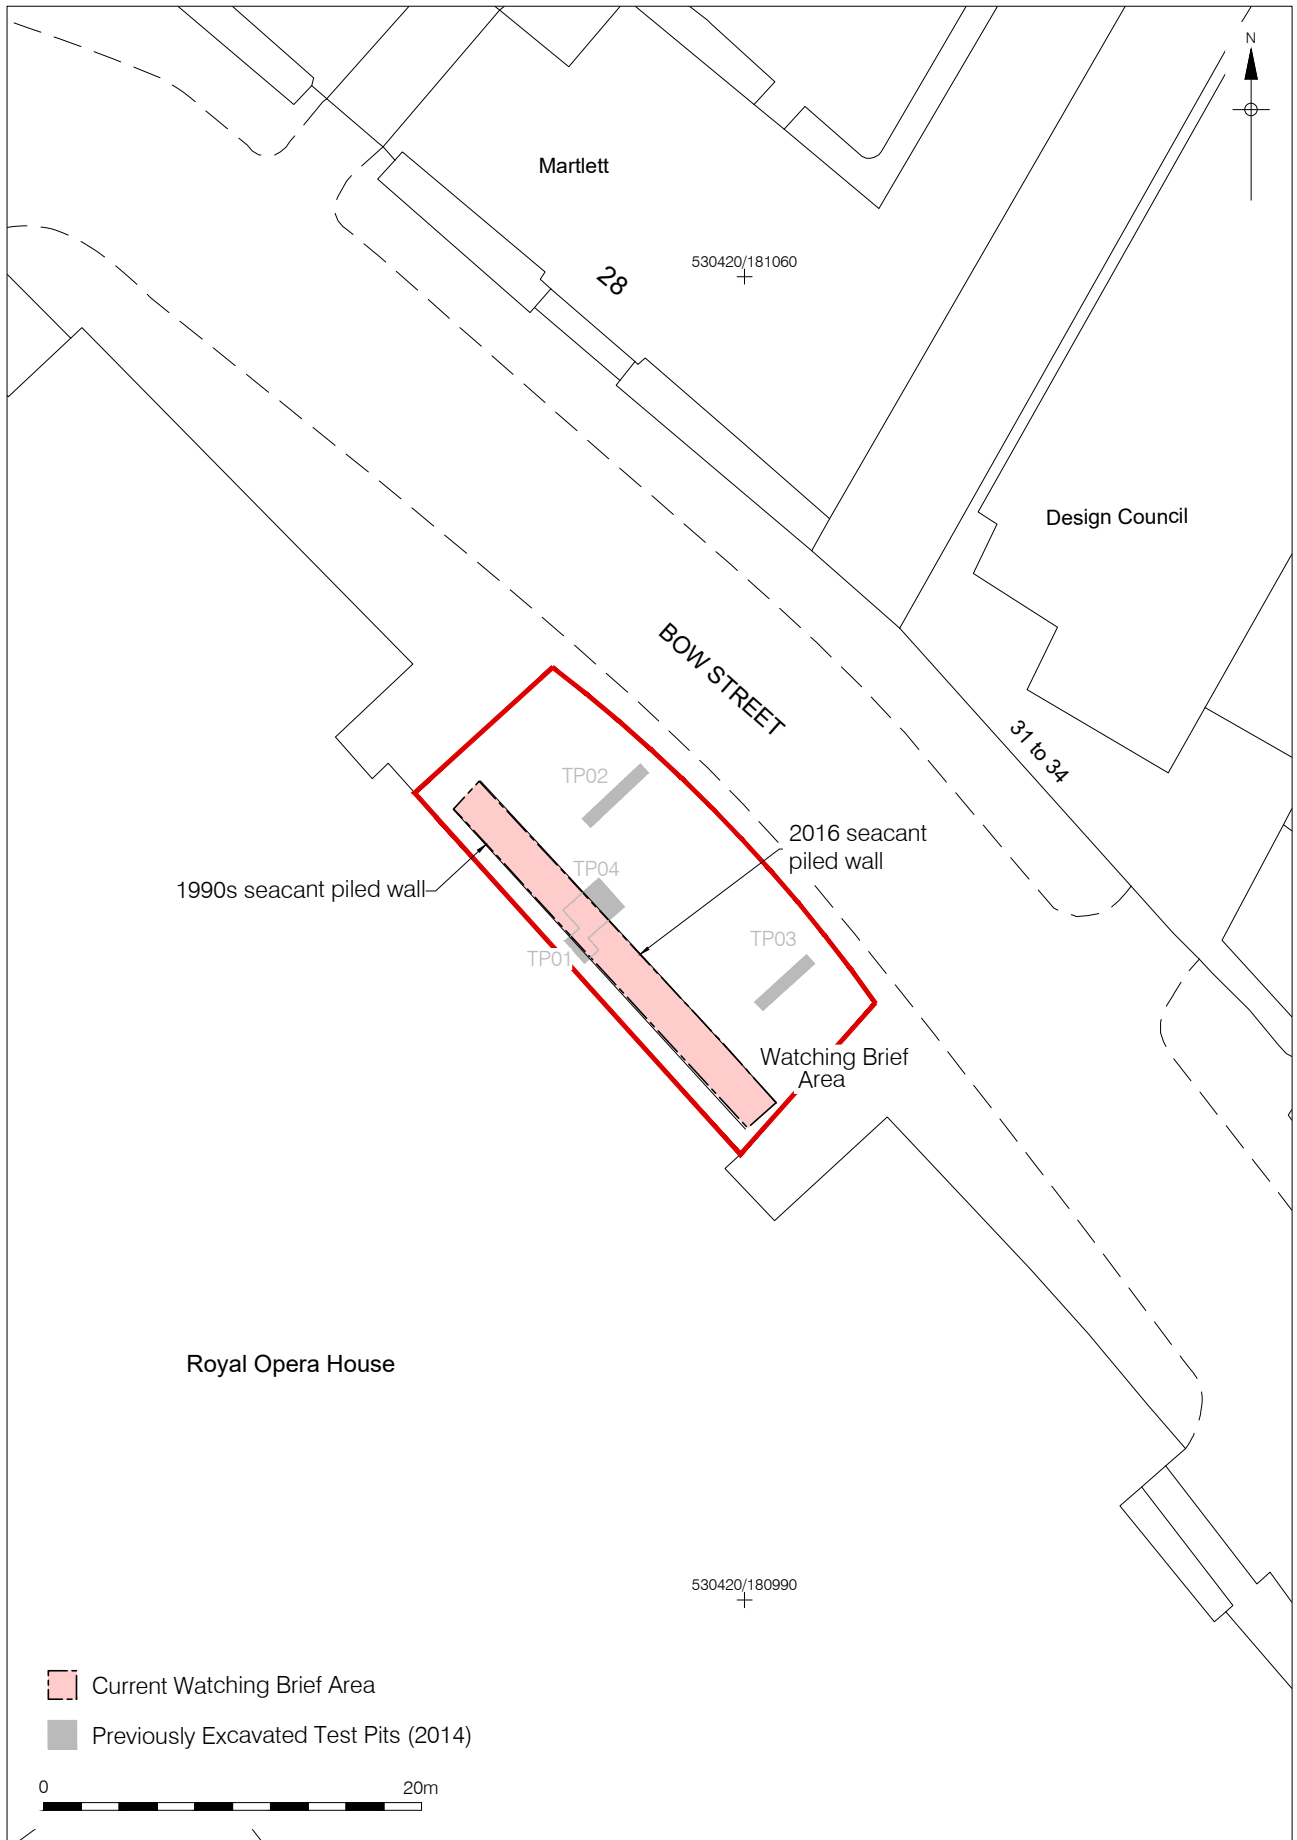 N
Martlett
530420/181060
28
Design Council
BOW STREET
31 to 34
TP02
2016 seacant
piled wall
TP04
1990s seacant piled wall
TP03
TP01
Watching Brief
Area
Royal Opera House
530420/180990
Current Watching Brief Area
Previously Excavated Test Pits (2014)
0 20m